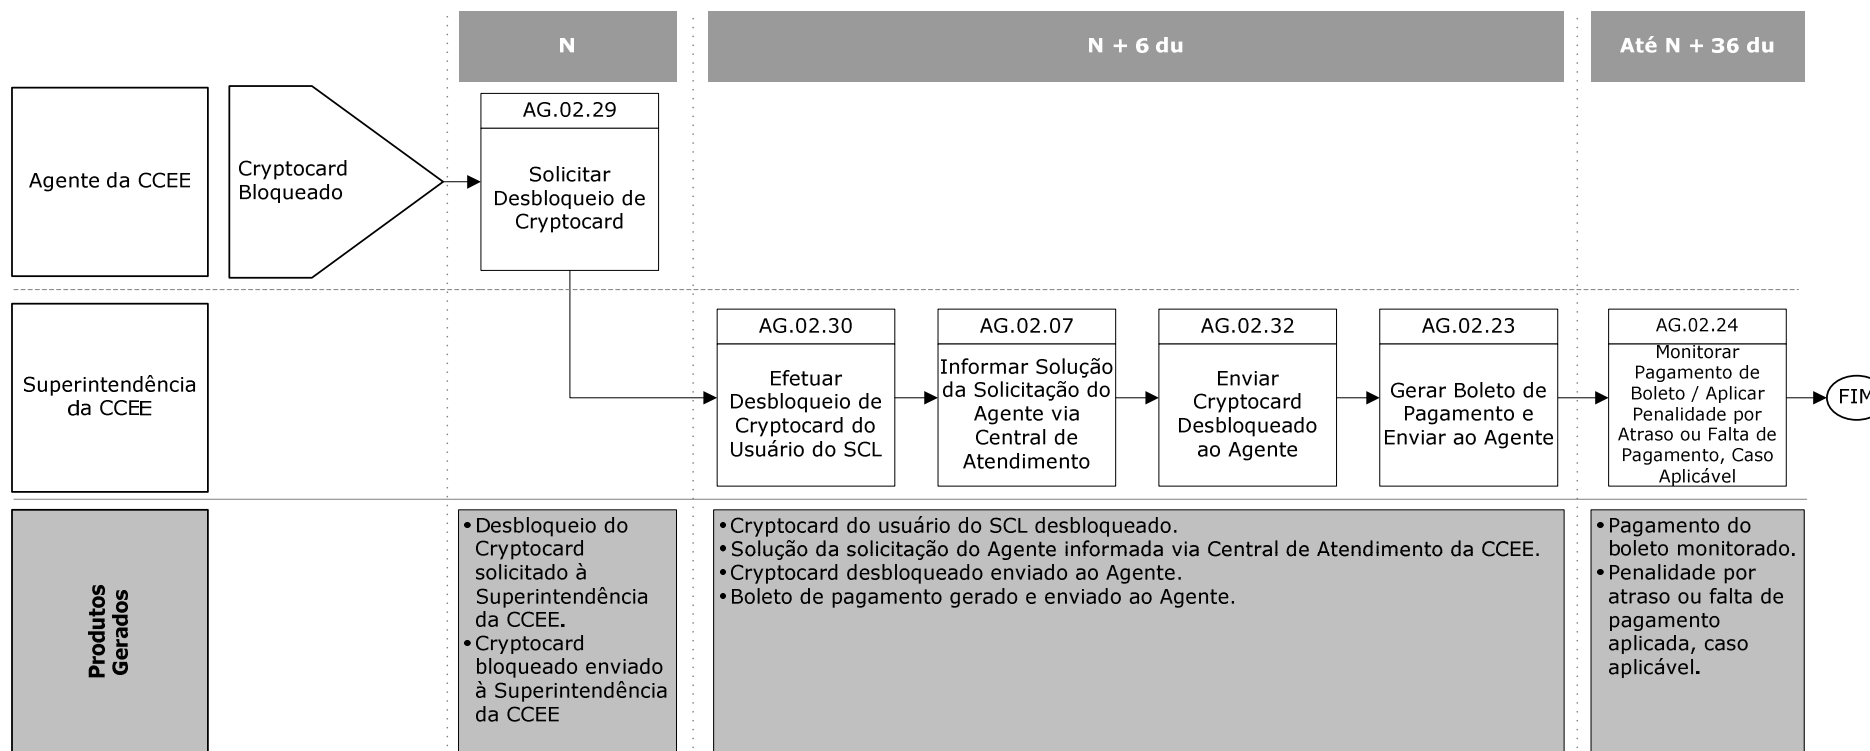 N
N + 6 du
Até N + 36 du
Agente da CCEE
Cryptocard
Bloqueado
AG.02.29
Solicitar
Desbloqueio de
Cryptocard
Superintendência
da CCEE
AG.02.30
Efetuar
Desbloqueio de
Cryptocard do
Usuário do SCL
AG.02.07
Informar Solução
da Solicitação do
Agente via
Central de
Atendimento
AG.02.32
Enviar
Cryptocard
Desbloqueado
ao Agente
AG.02.23
Gerar Boleto de
Pagamento e
Enviar ao Agente
AG.02.24
Monitorar
Pagamento de
Boleto / Aplicar
Penalidade por
Atraso ou Falta de
Pagamento, Caso
Aplicável
FIM
Produtos
Gerados
• Desbloqueio do
Cryptocard
solicitado à
Superintendência
da CCEE.
• Cryptocard
bloqueado enviado
à Superintendência
da CCEE
• Cryptocard do usuário do SCL desbloqueado.
• Solução da solicitação do Agente informada via Central de Atendimento da CCEE.
• Cryptocard desbloqueado enviado ao Agente.
• Boleto de pagamento gerado e enviado ao Agente.
• Pagamento do
boleto monitorado.
• Penalidade por
atraso ou falta de
pagamento
aplicada, caso
aplicável.